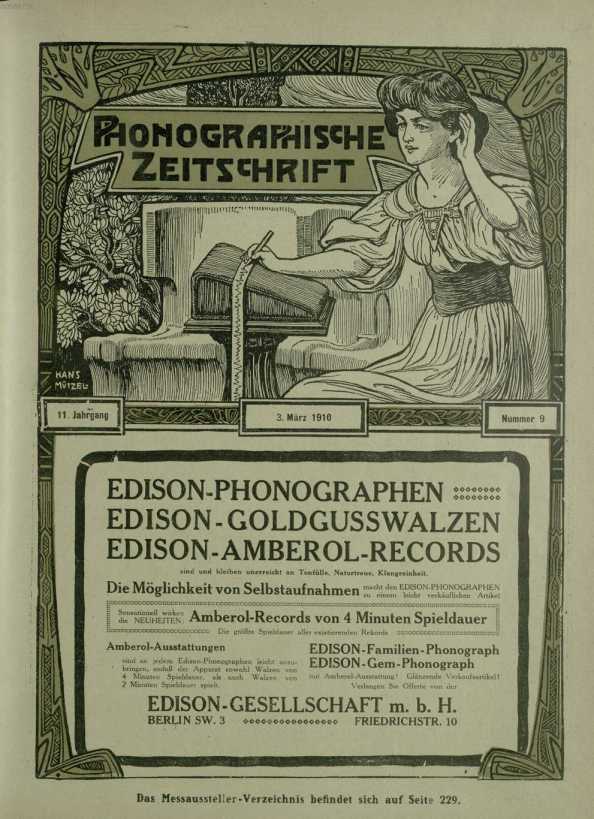 PHONOGRAPHISCHE
ZEITSCHRIFT
HANS
MÜTZEL
11. Jahrgang
3. März 1910
Nummer 9
EDISON-PHONOGRAPHEN
EDISON-GOLDGUSSWALZEN
EDISON-AMBEROL-RECORDS
sind und bleiben unerreicht an Tonfülle, Naturtreue, Klangreinheit.
Die Möglichkeit von Selbstaufnahmen macht den EDISON-PHONOGRAPHEN
zu einem leicht verkäuflichen Artikel
Sensationell wirken
die NEUHEITEN: Amberol-Records von 4 Minuten Spieldauer
Die größte Spieldauer aller existierenden Rekords
Amberol-Ausstattungen
sind an jedem Edison-Phonographen leicht anzu-
bringen, sodaß der Apparat sowohl Walzen von
4 Minuten Spieldauer, als auch Walzen von
2 Minuten Spieldauer spielt.
EDISON-Familien-Phonograph
EDISON-Gem-Phonograph
mit Amberol-Ausstattung! Glänzende Verkaufsartikel!
Verlangen Sie Offerte von der
EDISON-GESELLSCHAFT m. b. H.
BERLIN SW. 3 FRIEDRICHSTR. 10
Das Messaussteller-Verzeichnis befindet sich auf Seite 229.